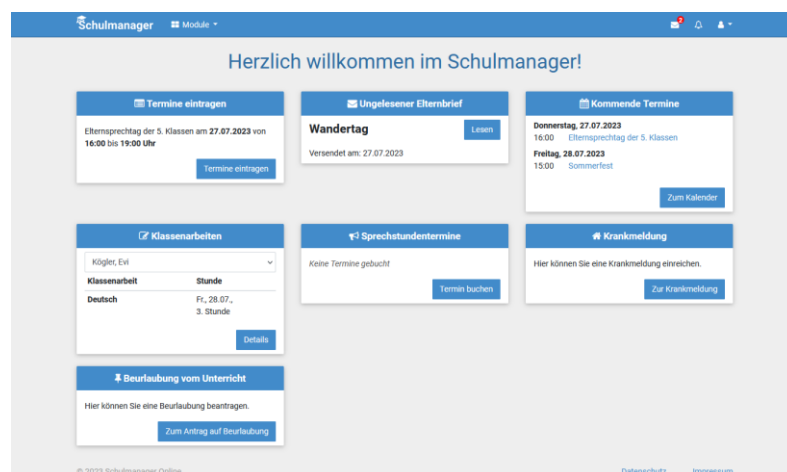 Schulmanager
Module
2
Herzlich willkommen im Schulmanager!
Termine eintragen
Elternsprechtag der 5. Klassen am 27.07.2023 von
16:00 bis 19:00 Uhr
Termine eintragen
Ungelesener Elternbrief
Wandertag
Lesen
Versendet am: 27.07.2023
Kommende Termine
Donnerstag, 27.07.2023
16:00 Elternsprechtag der 5. Klassen
Freitag, 28.07.2023
15:00 Sommerfest
Zum Kalender
Klassenarbeiten
Kögler, Evi
Klassenarbeit Stunde
Deutsch Fr., 28.07.,
3. Stunde
Details
Sprechstundentermine
Keine Termine gebucht
Termin buchen
Krankmeldung
Hier können Sie eine Krankmeldung einreichen.
Zur Krankmeldung
Beurlaubung vom Unterricht
Hier können Sie eine Beurlaubung beantragen.
Zum Antrag auf Beurlaubung
© 2023 Schulmanager Online
Datenschutz Impressum